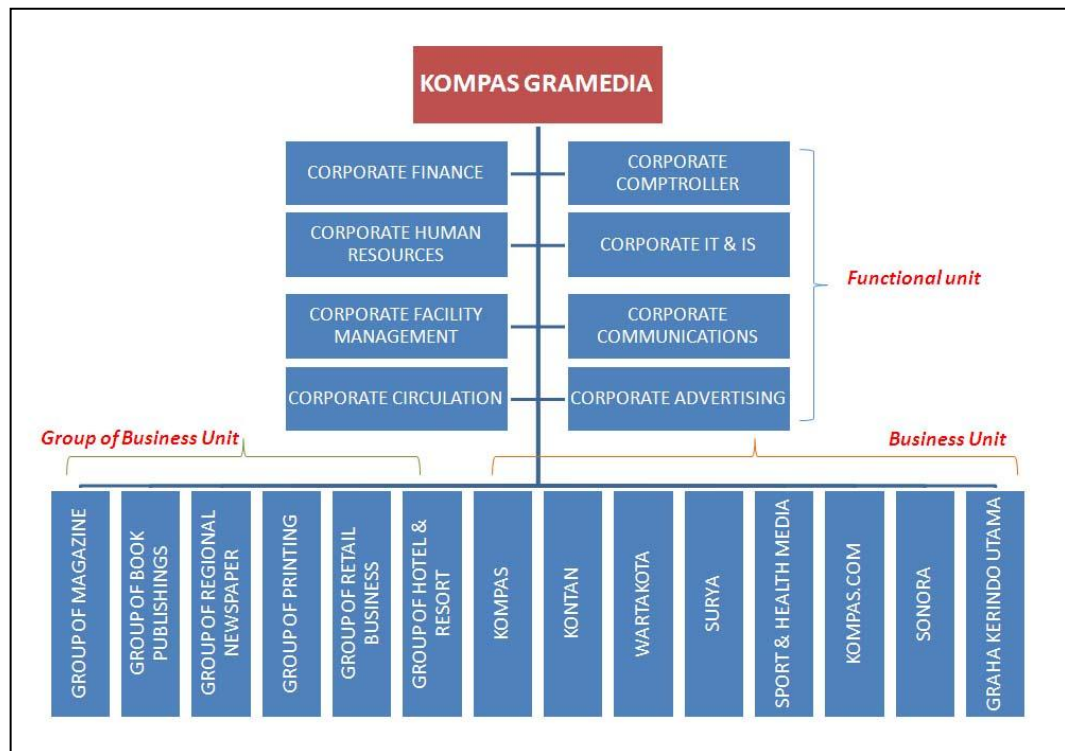 KOMPAS GRAMEDIA
CORPORATE FINANCE
CORPORATE
COMPTROLLER
CORPORATE HUMAN
RESOURCES
CORPORATE IT & IS
Functional unit
CORPORATE FACILITY
MANAGEMENT
CORPORATE
COMMUNICATIONS
CORPORATE CIRCULATION
CORPORATE ADVERTISING
Group of Business Unit
Business Unit
GROUP OF MAGAZINE
GROUP OF BOOK
PUBLISHINGS
GROUP OF REGIONAL
NEWSPAPER
GROUP OF PRINTING
GROUP OF RETAIL
BUSINESS
GROUP OF HOTEL &
RESORT
KOMPAS
KONTAN
WARTAKOTA
SURYA
SPORT & HEALTH MEDIA
KOMPAS.COM
SONORA
GRAHA KERINDO UTAMA